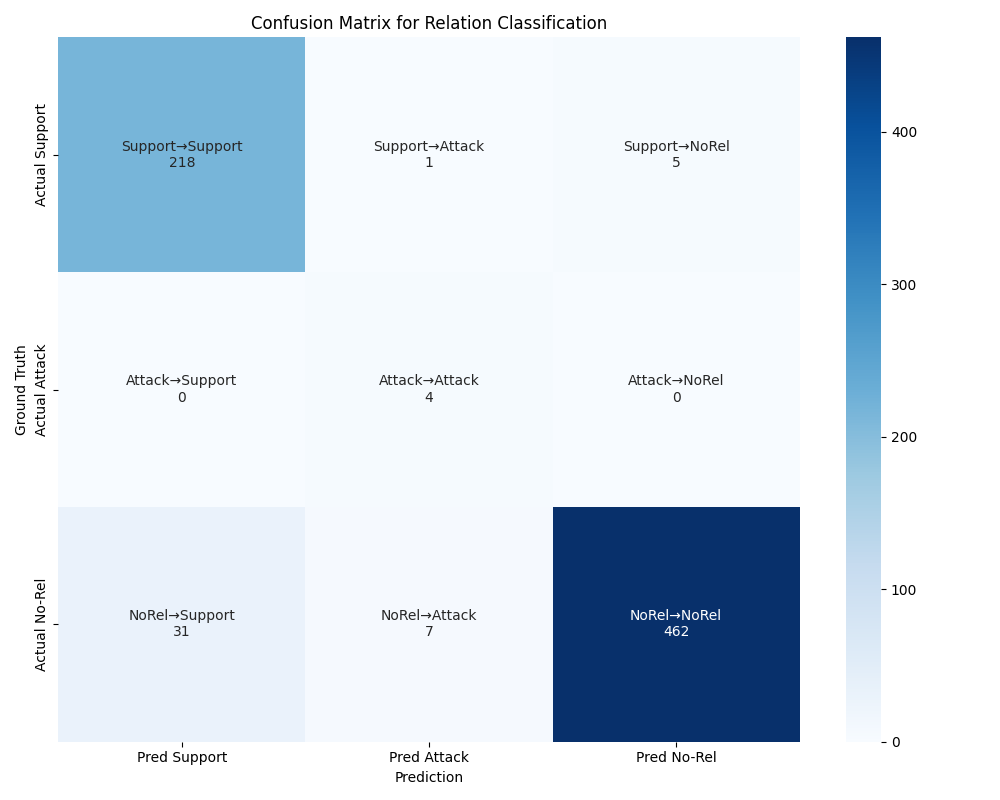 Confusion Matrix for Relation Classification
Ground Truth
Actual Support
Support→Support
218
Support→Attack
1
Support→NoRel
5
Actual Attack
Attack→Support
0
Attack→Attack
4
Attack→NoRel
0
Actual No-Rel
NoRel→Support
31
NoRel→Attack
7
NoRel→NoRel
462
Pred Support
Pred Attack
Pred No-Rel
Prediction
400
300
200
100
0